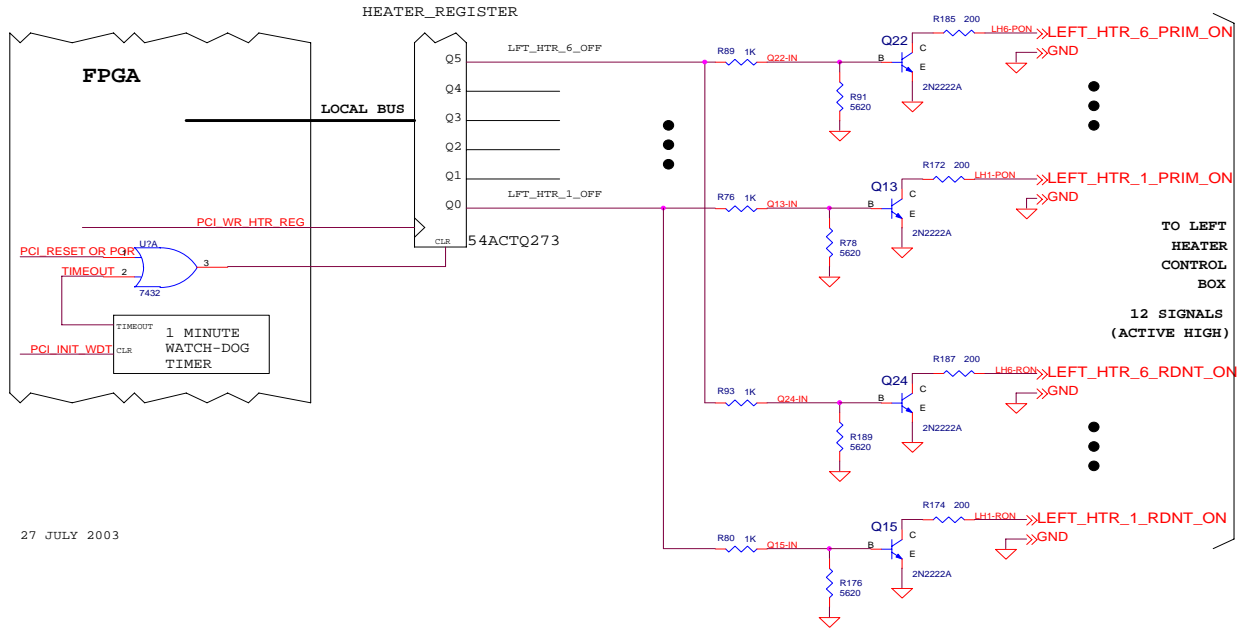 HEATER_REGISTER
FPGA
LOCAL BUS
PCI_WR_HTR_REG
PCI_RESET OR POR
1
U?A
TIMEOUT
2
3
7432
TIMEOUT
1 MINUTE
WATCH-DOG
TIMER
PCI_INIT_WDT
CLR
27 JULY 2003
Q5
Q4
Q3
Q2
Q1
Q0
CLR
54ACTQ273
LFT_HTR_6_OFF
LFT_HTR_1_OFF
R89 1K
Q22-IN
R91
5620
Q22
B
C
E
2N2222A
R185 200
LH6-PON
LEFT_HTR_6_PRIM_ON
GND
R76 1K
Q13-IN
R78
5620
Q13
B
C
E
2N2222A
R172 200
LH1-PON
LEFT_HTR_1_PRIM_ON
GND
TO LEFT
HEATER
CONTROL
BOX
12 SIGNALS
(ACTIVE HIGH)
R93 1K
Q24-IN
R189
5620
Q24
B
C
E
2N2222A
R187 200
LH6-RON
LEFT_HTR_6_RDNT_ON
GND
R80 1K
Q15-IN
R176
5620
Q15
B
C
E
2N2222A
R174 200
LH1-RON
LEFT_HTR_1_RDNT_ON
GND